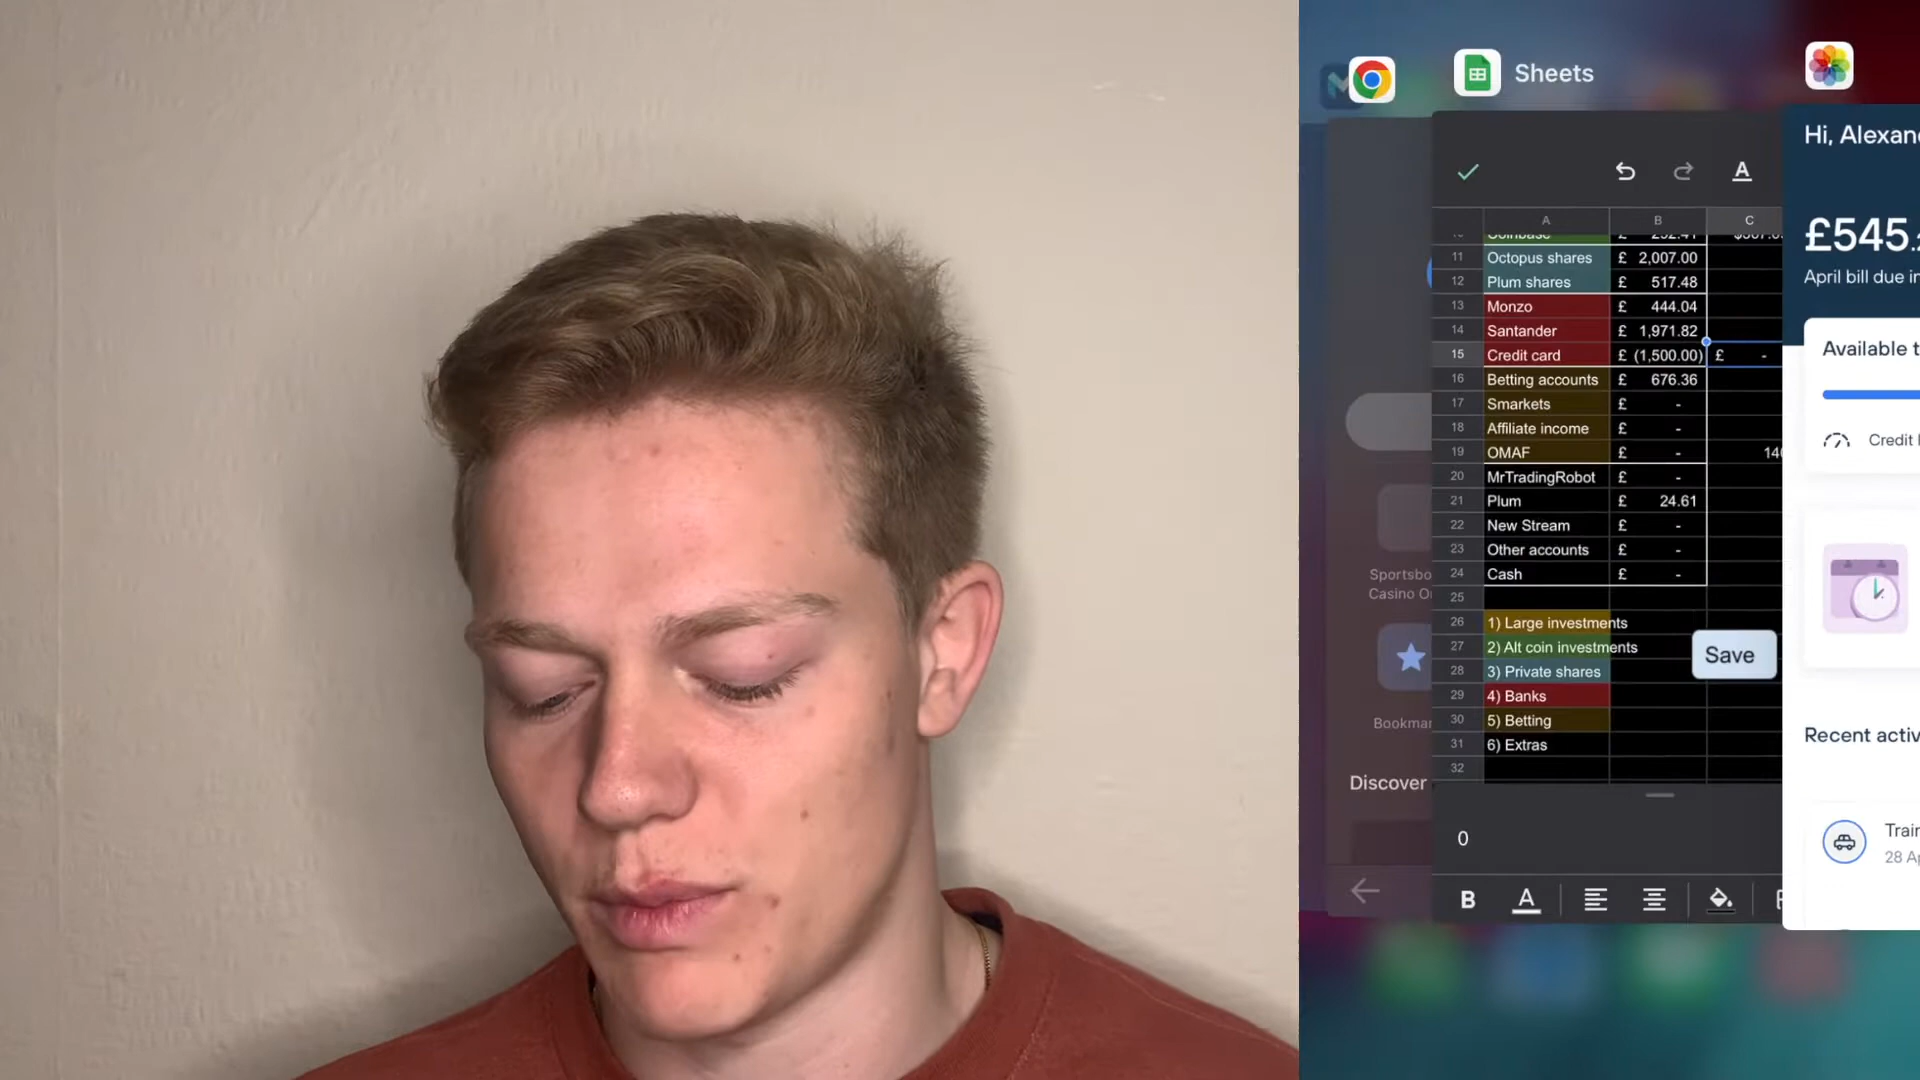 Sheets
A B C
11 Octopus shares £ 2,007.00
12 Plum shares £ 517.48
13 Monzo £ 444.04
14 Santander £ 1,971.82
15 Credit card £ (1,500.00) £ -
16 Betting accounts £ 676.36
17 Smarkets £ -
18 Affiliate income £ -
19 OMAF £ -
20 MrTradingRobot £ -
21 Plum £ 24.61
22 New Stream £ -
23 Other accounts £ -
24 Cash £ -
25
26 1) Large investments
27 2) Alt coin investments
28 3) Private shares
29 4) Banks
30 5) Betting
31 6) Extras
32
Save
0
B A
Discover
Hi, Alexan
£545.
April bill due in
Available t
Credit
Recent activ
28 A